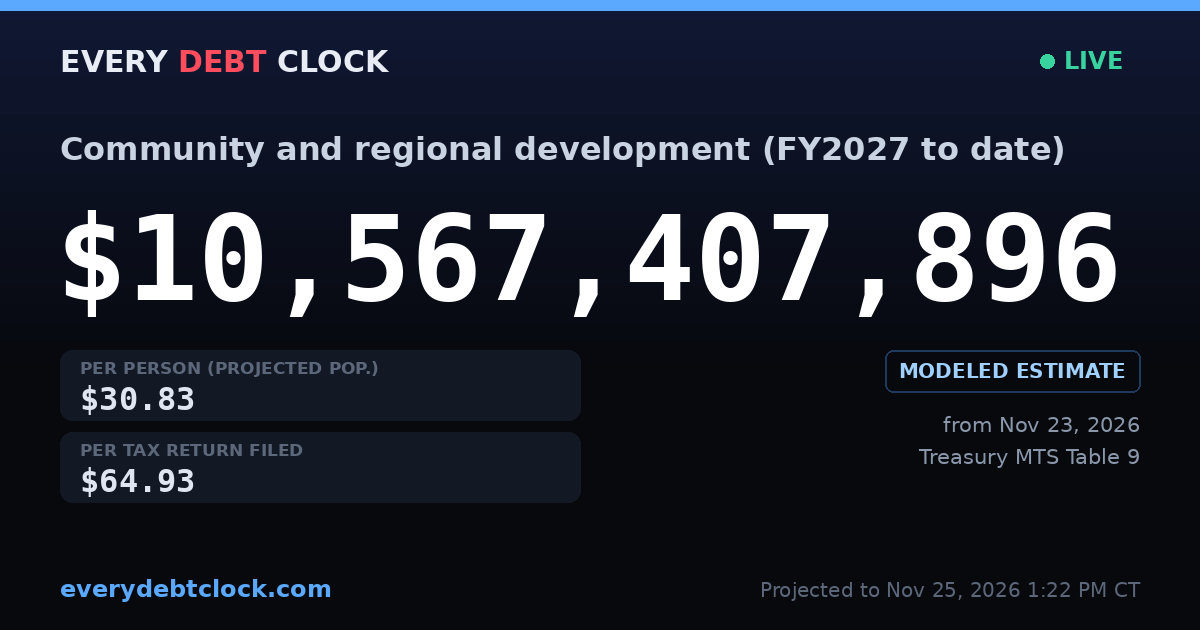 EVERY DEBT CLOCK
LIVE
Community and regional development (FY2027 to date)
$10,567,407,896
PER PERSON (PROJECTED POP.)
$30.83
PER TAX RETURN FILED
$64.93
MODELED ESTIMATE
from Nov 23, 2026
Treasury MTS Table 9
everydebtclock.com
Projected to Nov 25, 2026 1:22 PM CT